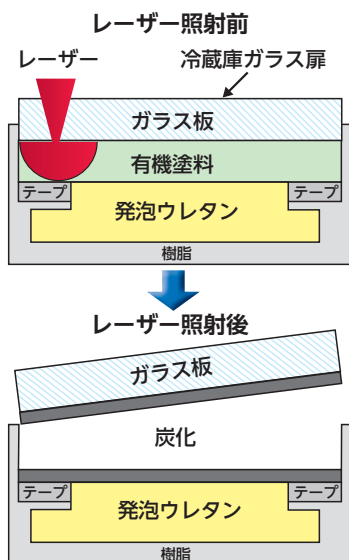 レーザー照射前
レーザー
冷蔵庫ガラス扉
ガラス板
有機塗料
テープ
テープ
発泡ウレタン
樹脂
レーザー照射後
ガラス板
炭化
テープ
テープ
発泡ウレタン
樹脂